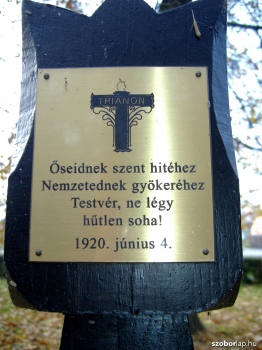 TRIANON
Őseidnek szent hitéhez
Nemzetednek gyökeréhez
Testvér, ne légy
hűtlen soha!
1920. június 4.
szoborlap.hu